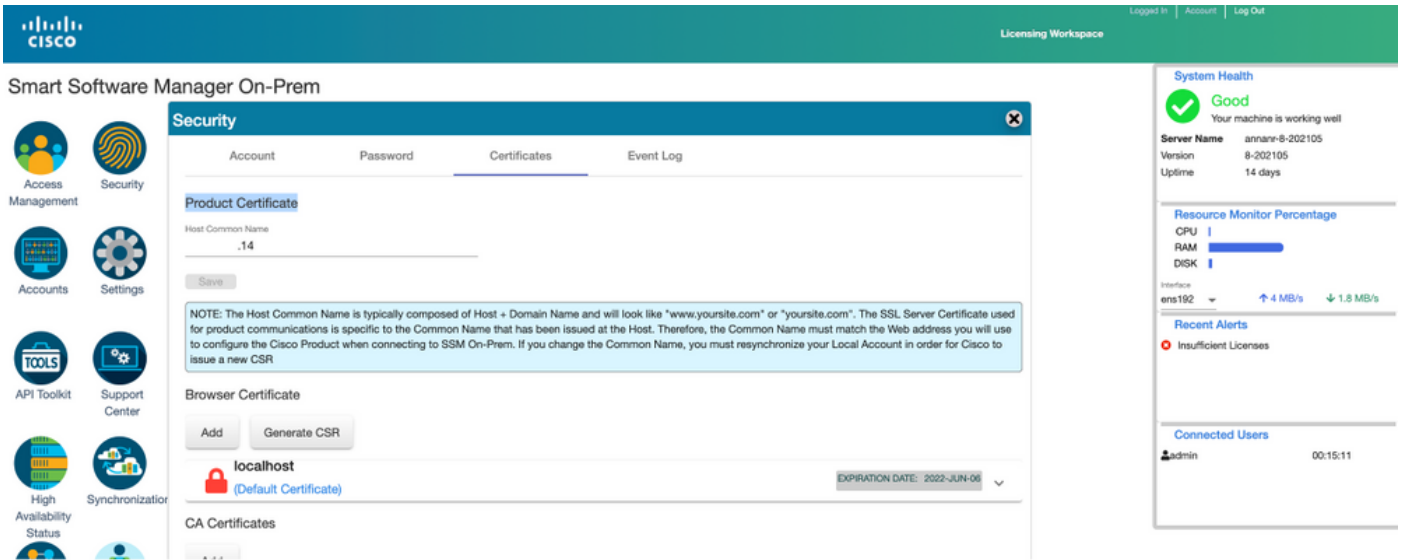 CISCO
Logged In | Account | Log Out
Licensing Workspace
Smart Software Manager On-Prem
Access
Management
Security
Accounts
Settings
TOOLS
API Toolkit
Support
Center
High
Availability
Status
Synchronization
Security
Account
Password
Certificates
Event Log
Product Certificate
Host Common Name
.14
Save
NOTE: The Host Common Name is typically composed of Host + Domain Name and will look like "www.yoursite.com" or "yoursite.com". The SSL Server Certificate used
for product communications is specific to the Common Name that has been issued at the Host. Therefore, the Common Name must match the Web address you will use
to configure the Cisco Product when connecting to SSM On-Prem. If you change the Common Name, you must resynchronize your Local Account in order for Cisco to
issue a new CSR
Browser Certificate
Add
Generate CSR
localhost
(Default Certificate)
EXPIRATION DATE: 2022-JUN-06
CA Certificates
System Health
Good
Your machine is working well
Server Name annanr-8-202105
Version 8-202105
Uptime 14 days
Resource Monitor Percentage
CPU
RAM
DISK
Interface
ens192
4 MB/s
1.8 MB/s
Recent Alerts
Insufficient Licenses
Connected Users
admin 00:15:11